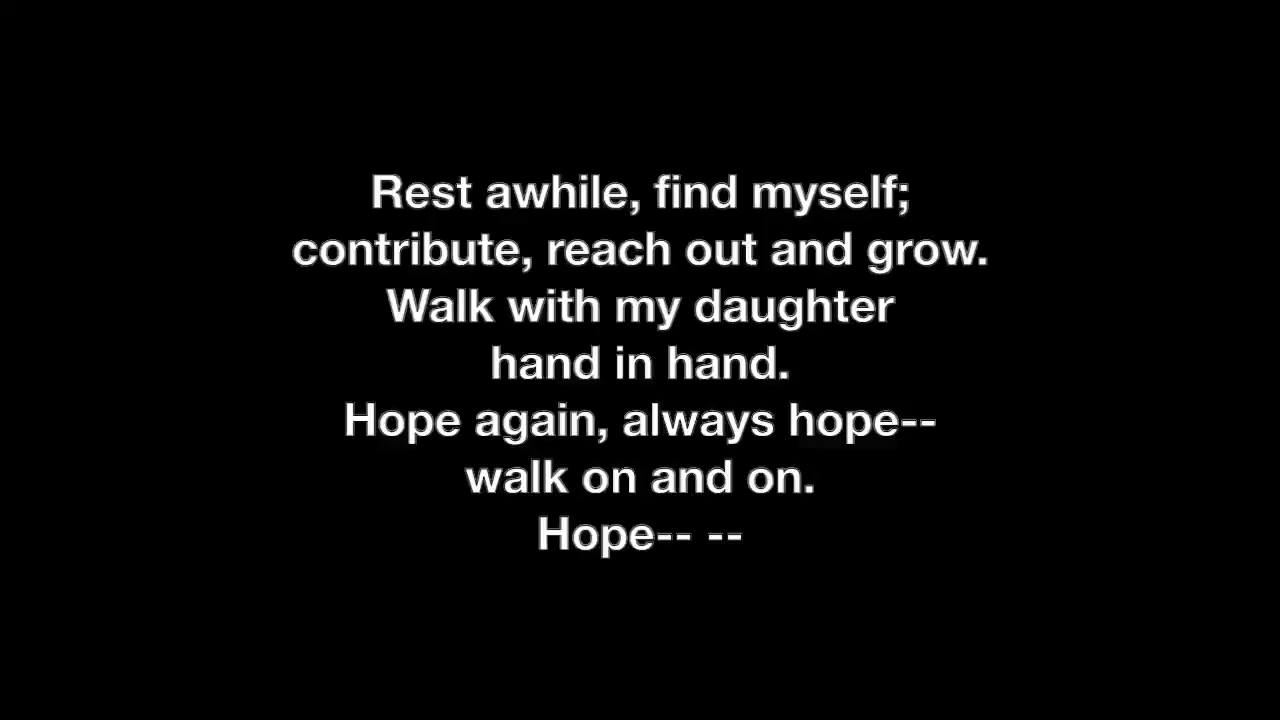 Rest awhile, find myself;
contribute, reach out and grow.
Walk with my daughter
hand in hand.
Hope again, always hope--
walk on and on.
Hope-- --